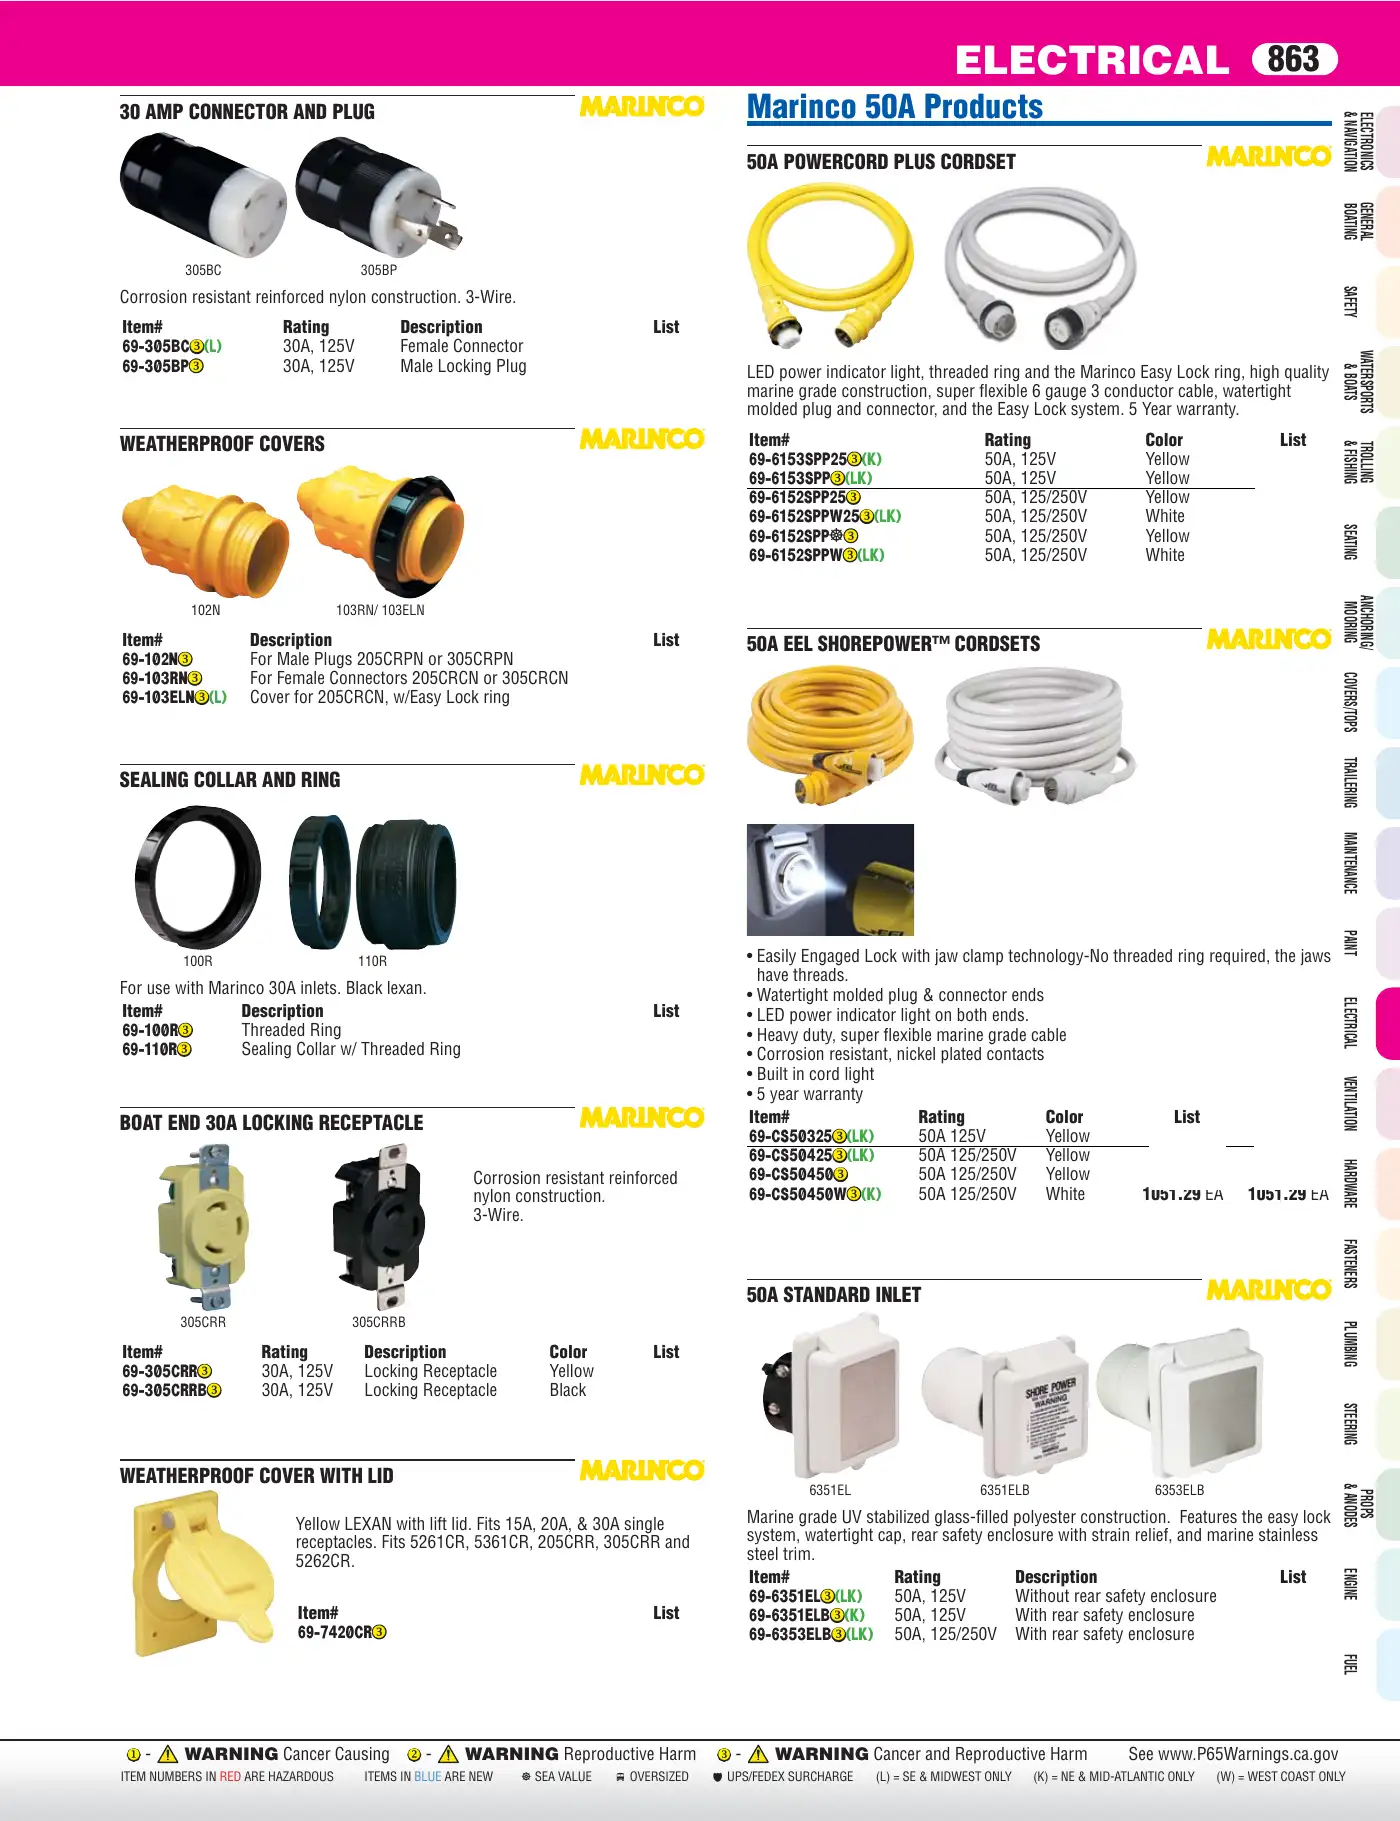 ELECTRICAL 863
30 AMP CONNECTOR AND PLUG
MARINCO
305BC 305BP
Corrosion resistant reinforced nylon construction. 3-Wire.
Item# Rating Description List
69-305BC③(L) 30A, 125V Female Connector
69-305BP③ 30A, 125V Male Locking Plug
WEATHERPROOF COVERS
MARINCO
102N 103RN/ 103ELN
Item# Description List
69-102N③ For Male Plugs 205CRPN or 305CRPN
69-103RN③ For Female Connectors 205CRCN or 305CRCN
69-103ELN③(L) Cover for 205CRCN, w/Easy Lock ring
SEALING COLLAR AND RING
MARINCO
100R 110R
For use with Marinco 30A inlets. Black lexan.
Item# Description List
69-100R③ Threaded Ring
69-110R③ Sealing Collar w/ Threaded Ring
BOAT END 30A LOCKING RECEPTACLE
MARINCO
Corrosion resistant reinforced
nylon construction.
3-Wire.
305CRR 305CRRB
Item# Rating Description Color List
69-305CRR③ 30A, 125V Locking Receptacle Yellow
69-305CRRB③ 30A, 125V Locking Receptacle Black
WEATHERPROOF COVER WITH LID
MARINCO
Yellow LEXAN with lift lid. Fits 15A, 20A, & 30A single
receptacles. Fits 5261CR, 5361CR, 205CRR, 305CRR and
5262CR.
Item# List
69-7420CR③
Marinco 50A Products
50A POWERCORD PLUS CORDSET
MARINCO
LED power indicator light, threaded ring and the Marinco Easy Lock ring, high quality
marine grade construction, super flexible 6 gauge 3 conductor cable, watertight
molded plug and connector, and the Easy Lock system. 5 Year warranty.
Item# Rating Color List
69-6153SPP25③(K) 50A, 125V Yellow
69-6153SPP③(LK) 50A, 125V Yellow
69-6152SPP25③ 50A, 125/250V Yellow
69-6152SPPW25③(LK) 50A, 125/250V White
69-6152SPP☸③ 50A, 125/250V Yellow
69-6152SPPW③(LK) 50A, 125/250V White
50A EEL SHOREPOWER™ CORDSETS
MARINCO
EEL
• Easily Engaged Lock with jaw clamp technology-No threaded ring required, the jaws
have threads.
• Watertight molded plug & connector ends
• LED power indicator light on both ends.
• Heavy duty, super flexible marine grade cable
• Corrosion resistant, nickel plated contacts
• Built in cord light
• 5 year warranty
Item# Rating Color List
69-CS50325③(LK) 50A 125V Yellow
69-CS50425③(LK) 50A 125/250V Yellow
69-CS50450③ 50A 125/250V Yellow
69-CS50450W③(K) 50A 125/250V White 1051.29 EA 1051.29 EA
50A STANDARD INLET
MARINCO
SHORE POWER
WARNING
6351EL 6351ELB 6353ELB
Marine grade UV stabilized glass-filled polyester construction. Features the easy lock
system, watertight cap, rear safety enclosure with strain relief, and marine stainless
steel trim.
Item# Rating Description List
69-6351EL③(LK) 50A, 125V Without rear safety enclosure
69-6351ELB③(K) 50A, 125V With rear safety enclosure
69-6353ELB③(LK) 50A, 125/250V With rear safety enclosure
ELECTRONICS
& NAVIGATION
GENERAL
BOATING
SAFETY
WATERSPORTS
& BOATS
TROLLING
& FISHING
SEATING
ANCHORING/
MOORING
COVERS/TOPS
TRAILERING
MAINTENANCE
PAINT
ELECTRICAL
VENTILATION
HARDWARE
FASTENERS
PLUMBING
STEERING
PROPS
& ANODES
ENGINE
FUEL
① - ⚠ WARNING Cancer Causing ② - ⚠ WARNING Reproductive Harm ③ - ⚠ WARNING Cancer and Reproductive Harm See www.P65Warnings.ca.gov
ITEM NUMBERS IN RED ARE HAZARDOUS ITEMS IN BLUE ARE NEW ☸ SEA VALUE OVERSIZED UPS/FEDEX SURCHARGE (L) = SE & MIDWEST ONLY (K) = NE & MID-ATLANTIC ONLY (W) = WEST COAST ONLY